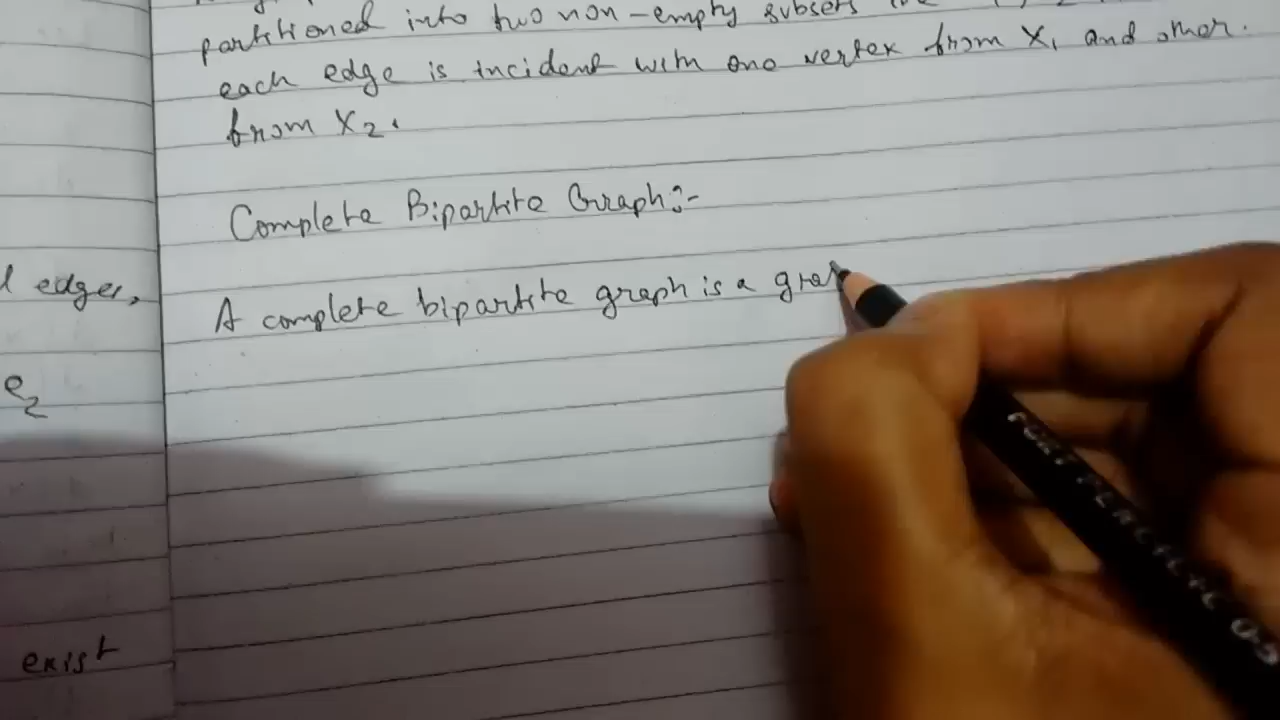 partitioned into two non-empty subsets
each edge is incident with one vertex from X1 and other.
from X2.
Complete Bipartite Graph:-
A complete bipartite graph is a gra
edges,
e2
exist